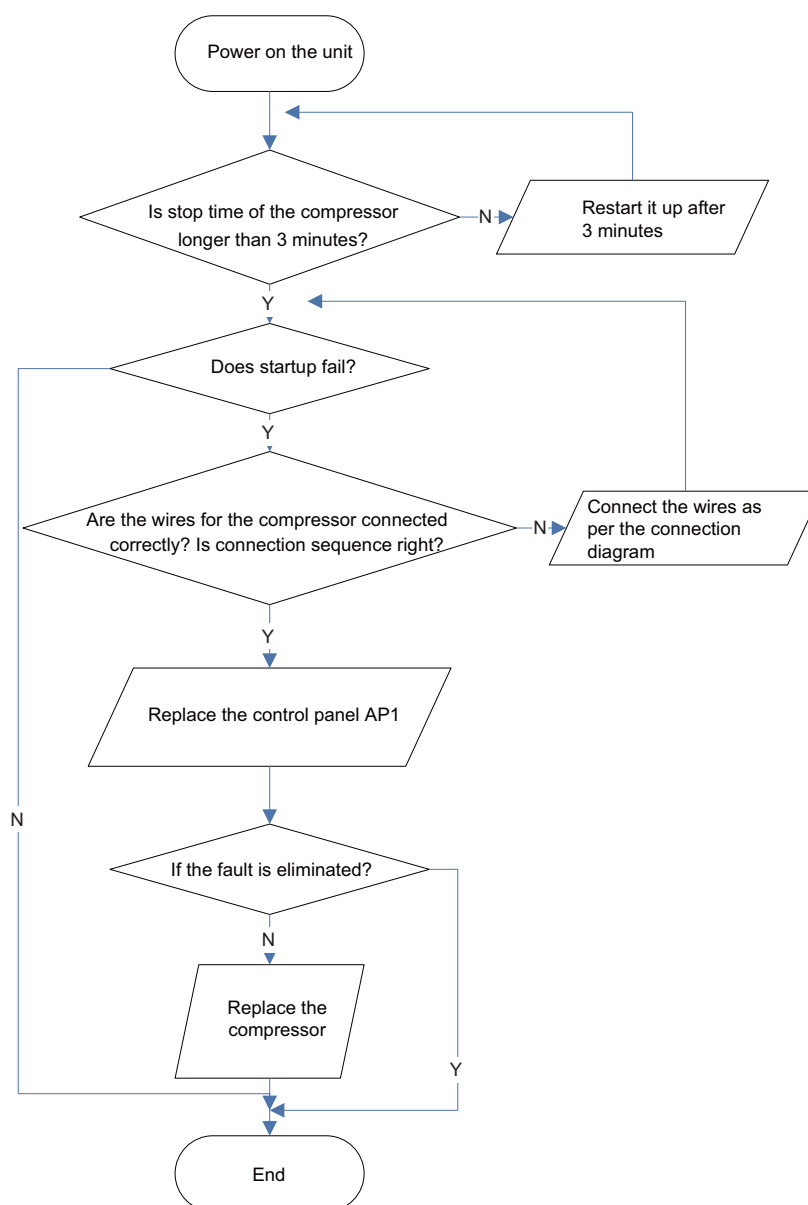 Power on the unit
Is stop time of the compressor
longer than 3 minutes?
N
Restart it up after
3 minutes
Y
Does startup fail?
Y
Are the wires for the compressor connected
correctly? Is connection sequence right?
N
Connect the wires as
per the connection
diagram
Y
Replace the control panel AP1
N
If the fault is eliminated?
N
Replace the
compressor
Y
End